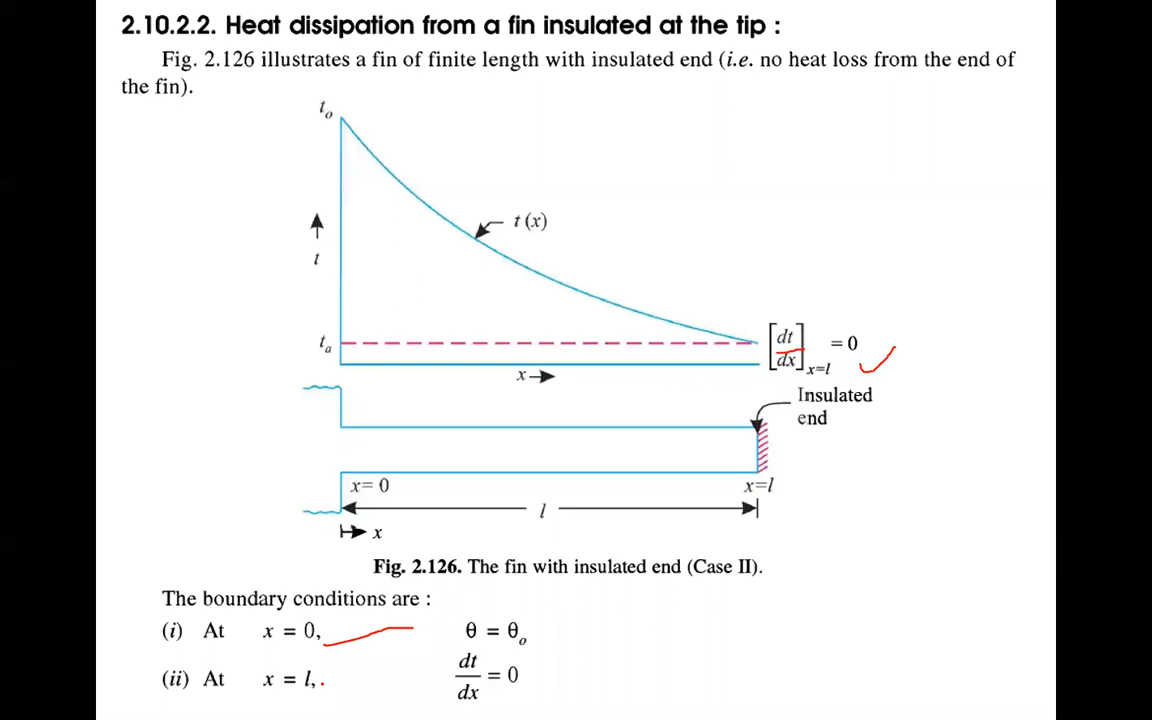 2.10.2.2. Heat dissipation from a fin insulated at the tip :
Fig. 2.126 illustrates a fin of finite length with insulated end (i.e. no heat loss from the end of
the fin).
t_o
t (x)
t
t_a
[dt/dx]_{x=l} = 0
x
Insulated
end
x= 0
x=l
l
x
Fig. 2.126. The fin with insulated end (Case II).
The boundary conditions are :
(i) At x = 0, θ = θ_o
(ii) At x = l, dt/dx = 0